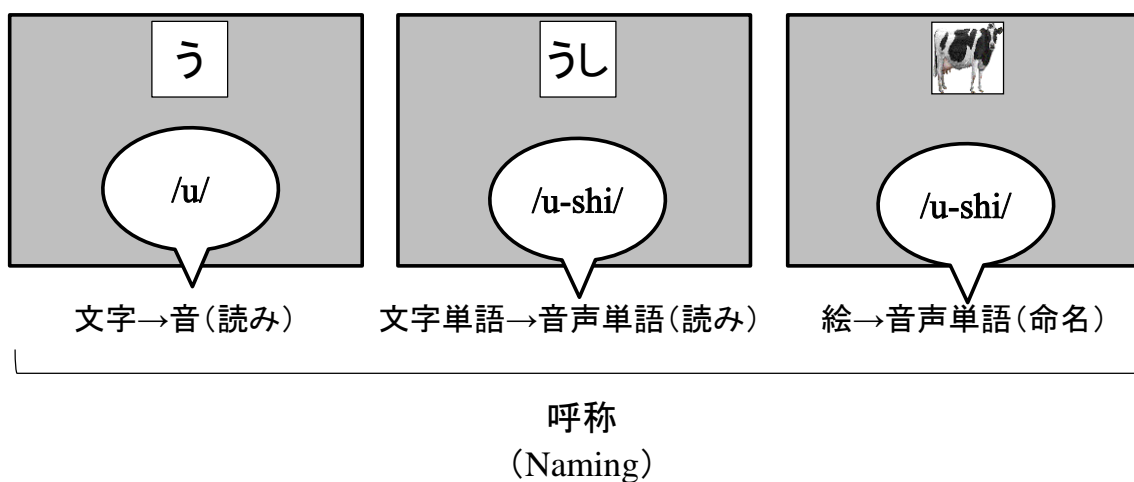 う
うし
/u/
/u-shi/
/u-shi/
文字→音(読み)
文字単語→音声単語(読み)
絵→音声単語(命名)
呼称
(Naming)